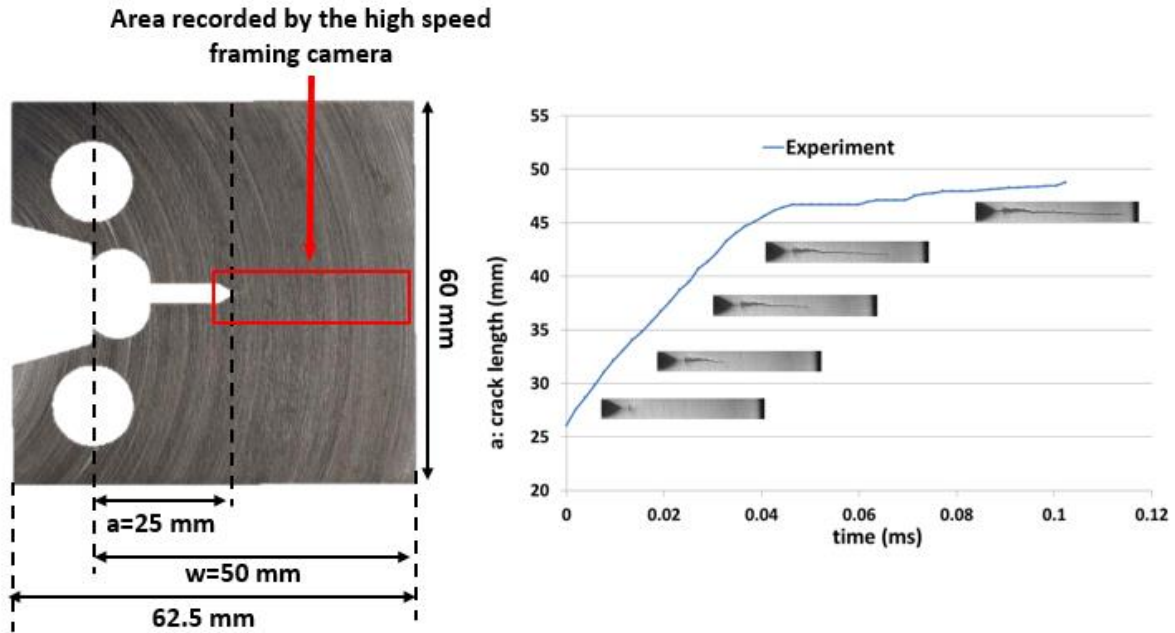 Area recorded by the high speed
framing camera
60 mm
a=25 mm
w=50 mm
62.5 mm
Experiment
a: crack length (mm)
55
50
45
40
35
30
25
20
0
0.02
0.04
0.06
0.08
0.1
0.12
time (ms)